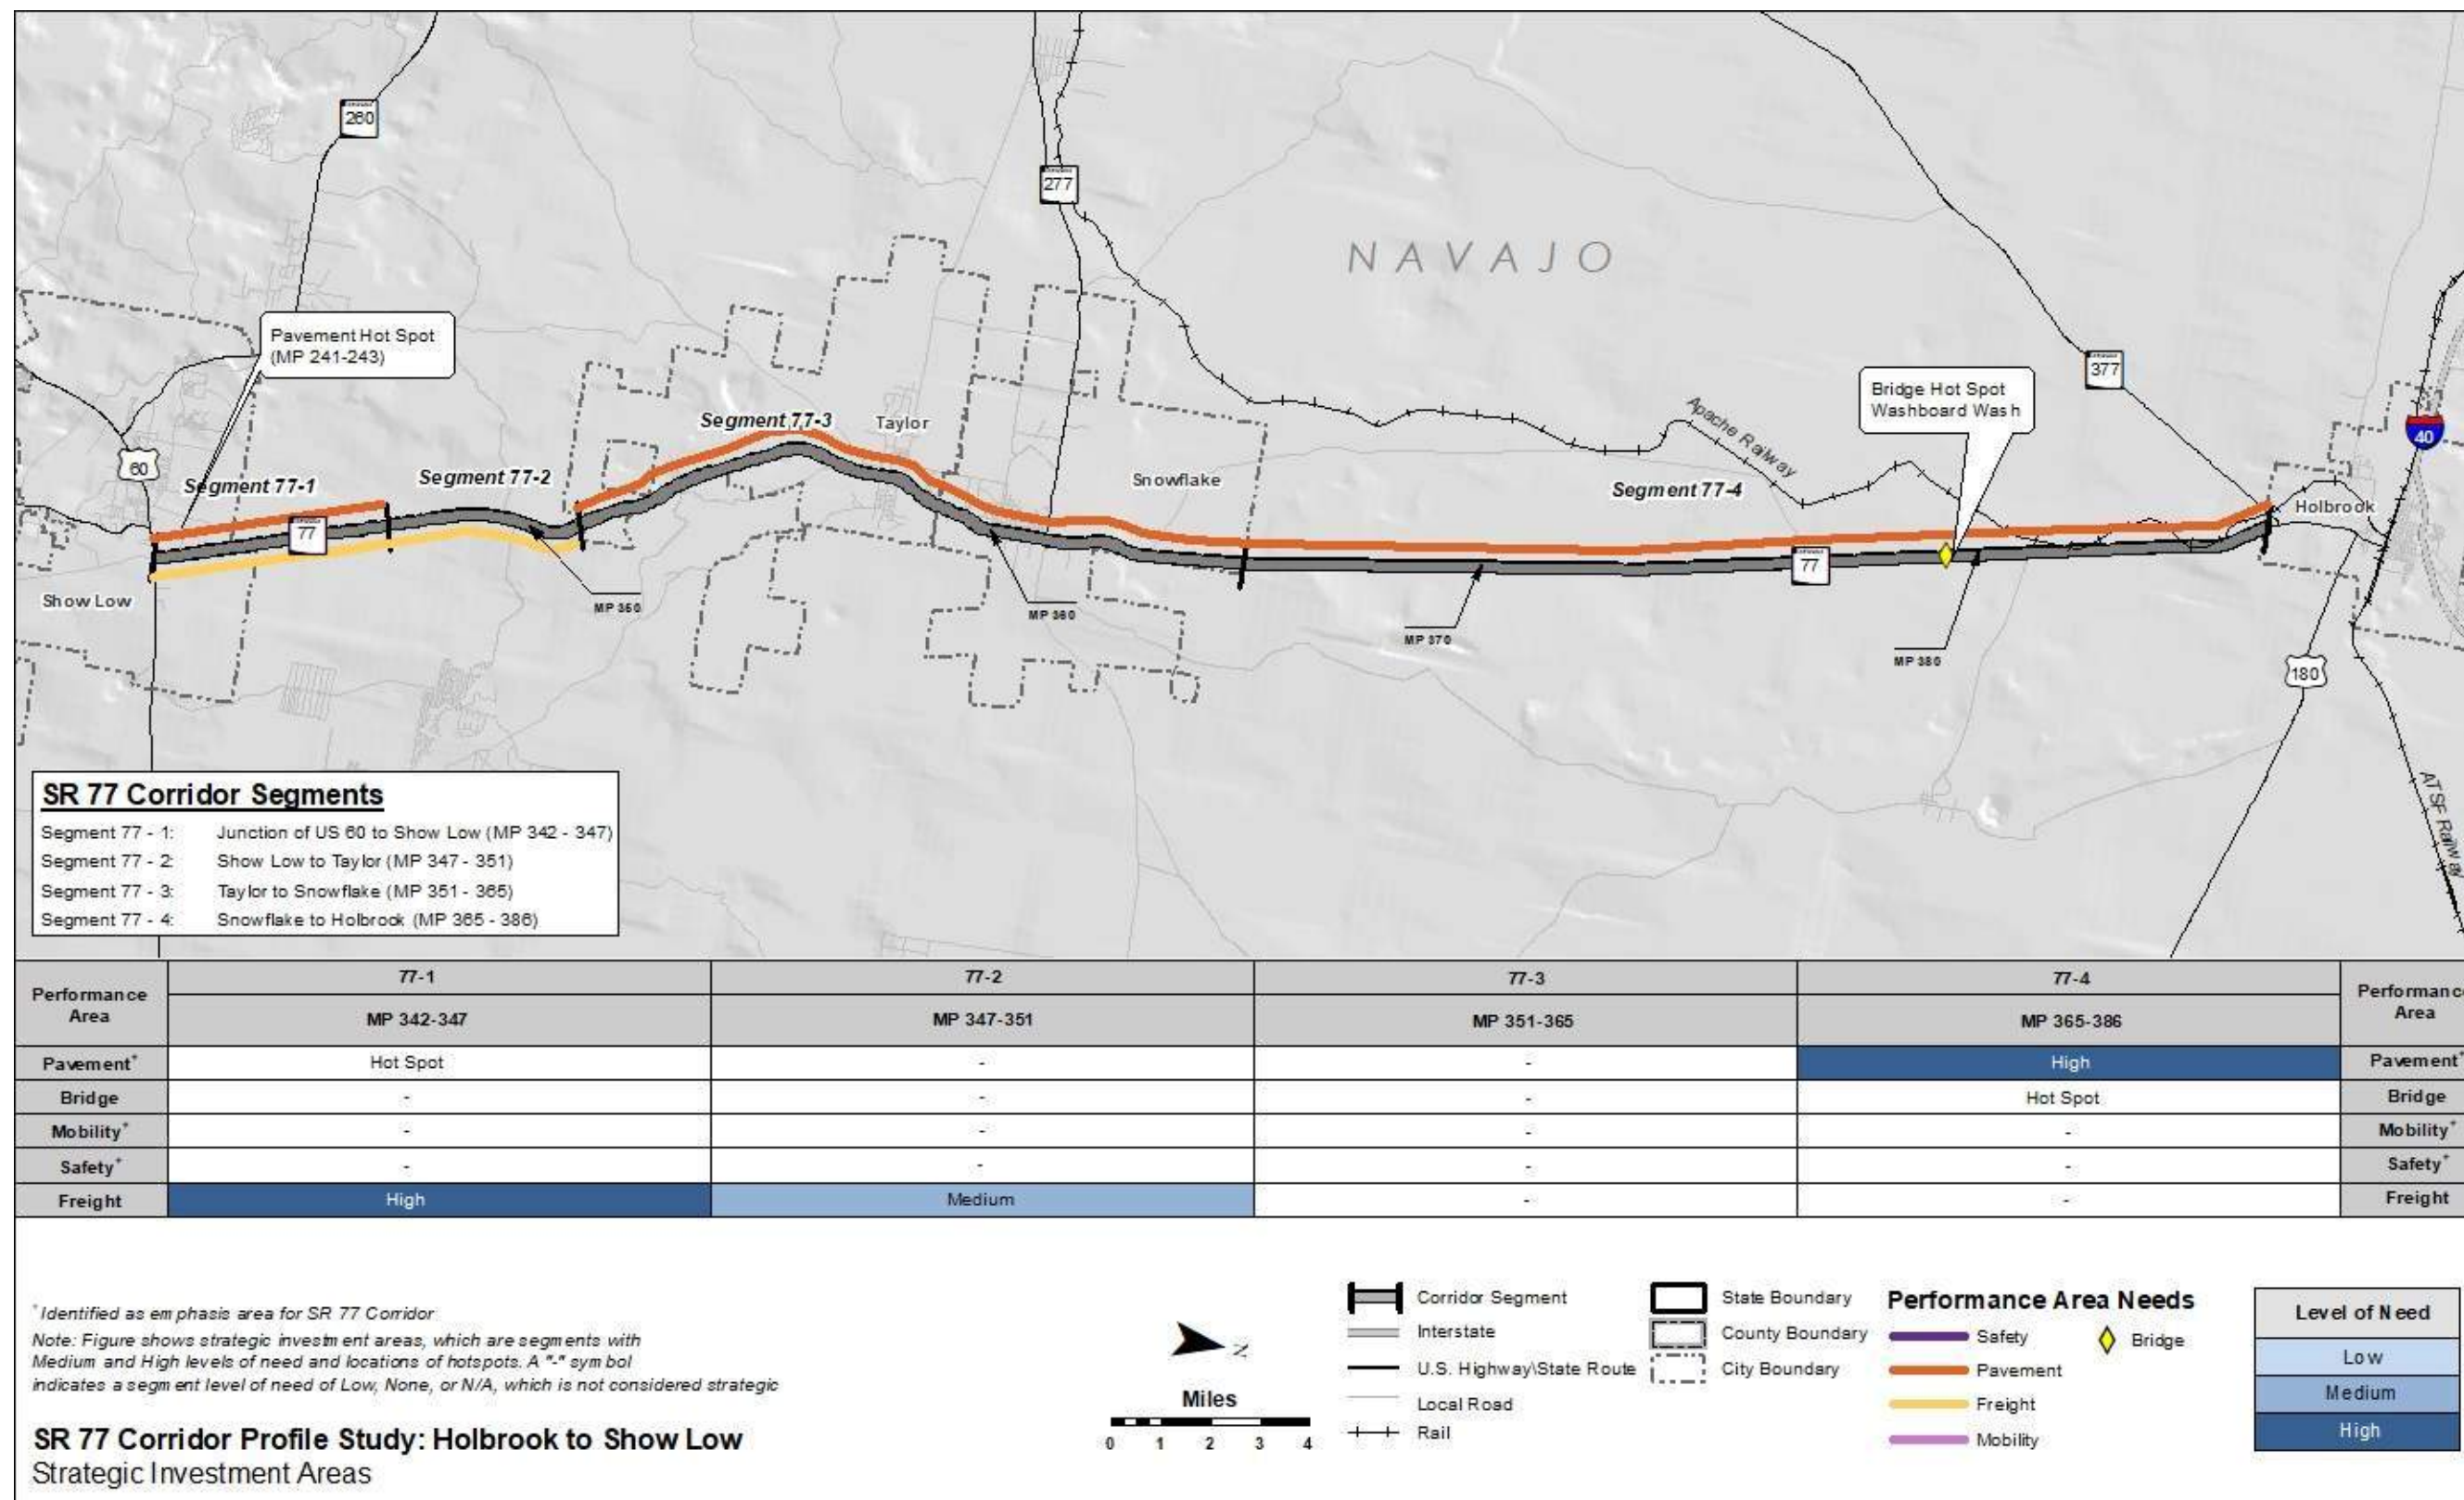 260
277
NAVAJO
Pavement Hot Spot
(MP 241-243)
377
Bridge Hot Spot
Washboard Wash
Apache Railway
40
60
Segment 77-1
Segment 77-2
Segment 77-3
Taylor
Snowflake
Segment 77-4
Holbrook
77
77
Show Low
MP 350
MP 360
MP 370
MP 380
180
ATSF Railway
SR 77 Corridor Segments
Segment 77 - 1: Junction of US 60 to Show Low (MP 342 - 347)
Segment 77 - 2: Show Low to Taylor (MP 347 - 351)
Segment 77 - 3: Taylor to Snowflake (MP 351 - 365)
Segment 77 - 4: Snowflake to Holbrook (MP 365 - 386)
Performance Area 77-1 77-2 77-3 77-4 Performance Area
MP 342-347 MP 347-351 MP 351-365 MP 365-386
Pavement+ Hot Spot - - High Pavement+
Bridge - - - Hot Spot Bridge
Mobility+ - - - - Mobility+
Safety+ - - - - Safety+
Freight High Medium - - Freight
+Identified as emphasis area for SR 77 Corridor
Note: Figure shows strategic investment areas, which are segments with
Medium and High levels of need and locations of hotspots. A "-" symbol
indicates a segment level of need of Low, None, or N/A, which is not considered strategic
SR 77 Corridor Profile Study: Holbrook to Show Low
Strategic Investment Areas
N
Miles
0 1 2 3 4
Corridor Segment
Interstate
U.S. Highway\State Route
Local Road
Rail
State Boundary
County Boundary
City Boundary
Performance Area Needs
Safety
Pavement
Freight
Mobility
Bridge
Level of Need
Low
Medium
High